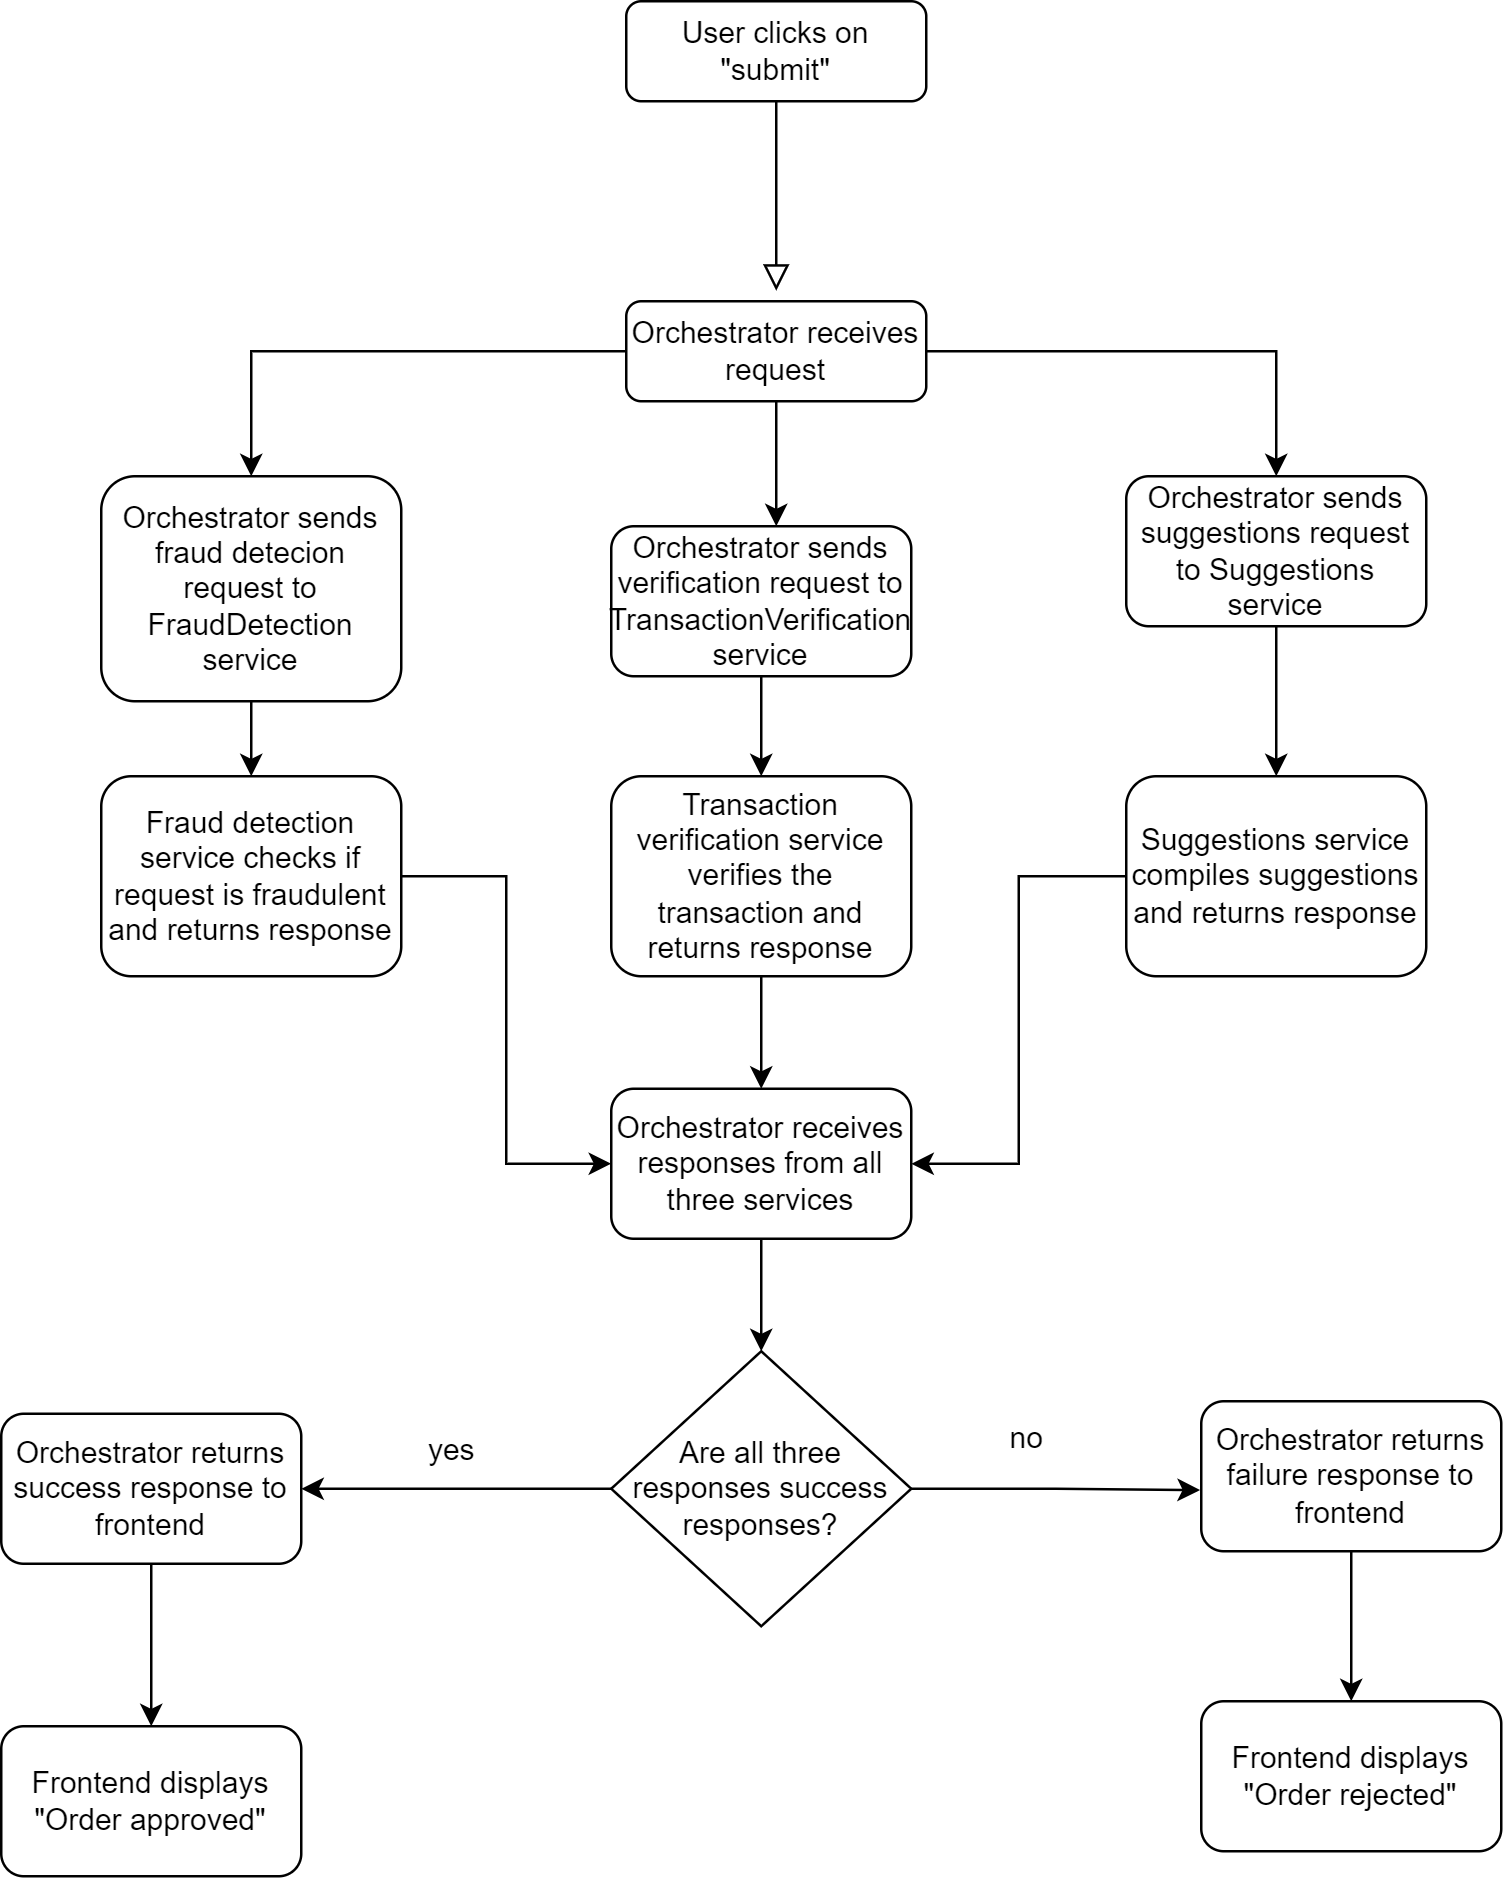 User clicks on
"submit"
Orchestrator receives
request
Orchestrator sends
fraud detecion
request to
FraudDetection
service
Orchestrator sends
verification request to
TransactionVerification
service
Orchestrator sends
suggestions request
to Suggestions
service
Fraud detection
service checks if
request is fraudulent
and returns response
Transaction
verification service
verifies the
transaction and
returns response
Suggestions service
compiles suggestions
and returns response
Orchestrator receives
responses from all
three services
Are all three
responses success
responses?
yes
no
Orchestrator returns
success response to
frontend
Orchestrator returns
failure response to
frontend
Frontend displays
"Order approved"
Frontend displays
"Order rejected"